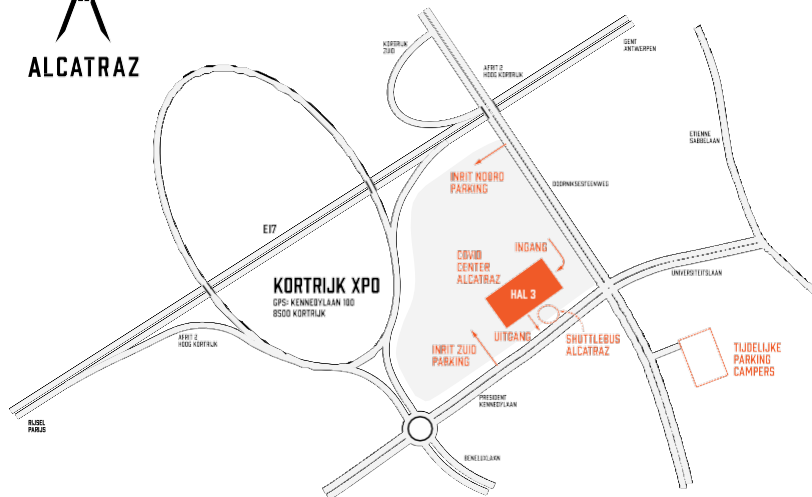 ALCATRAZ
KORTRIJK
ZUID
AFRIT 2
HOOG KORTRIJK
GENT
ANTWERPEN
ETIENNE
SABBELAAN
INRIT NOORD
PARKING
DOORNIKSESTEENWEG
E17
INGANG
COVID
CENTER
ALCATRAZ
KORTRIJK XPO
GPS: KENNEDYLAAN 100
8500 KORTRIJK
HAL 3
UNIVERSITEITSLAAN
UITGANG
SHUTTLEBUS
ALCATRAZ
AFRIT 2
HOOG KORTRIJK
INRIT ZUID
PARKING
TIJDELIJKE
PARKING
CAMPERS
PRESIDENT
KENNEDYLAAN
RIJSEL
PARIJS
BENELUXLAAN